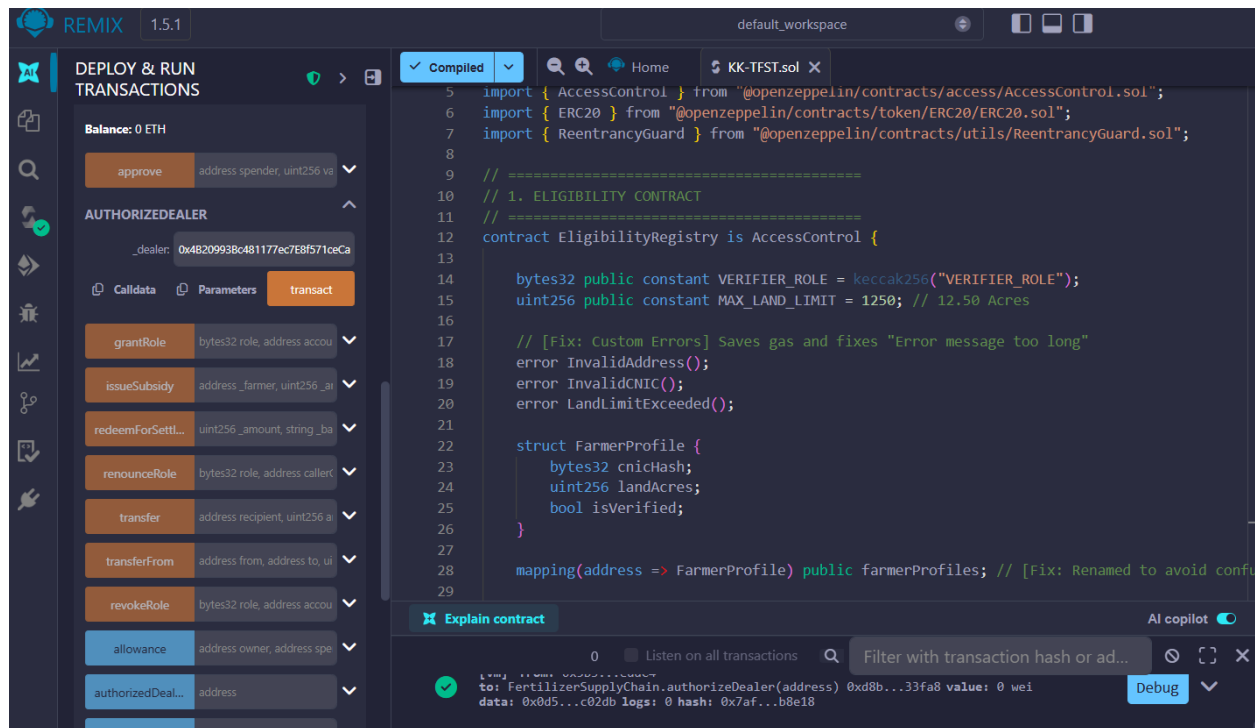 REMIX 1.5.1 default_workspace
DEPLOY & RUN
TRANSACTIONS
Balance: 0 ETH
approve address spender, uint256 va
AUTHORIZEDEALER
_dealer: 0x4B20993Bc481177ec7E8f571ceCa
Calldata Parameters transact
grantRole bytes32 role, address accou
issueSubsidy address _farmer, uint256 _ar
redeemForSettl... uint256 _amount, string _ba
renounceRole bytes32 role, address caller
transfer address recipient, uint256 a
transferFrom address from, address to, ui
revokeRole bytes32 role, address accou
allowance address owner, address spe
authorizedDeal... address
Compiled Home KK-TFST.sol
5 import { AccessControl } from "@openzeppelin/contracts/access/AccessControl.sol";
6 import { ERC20 } from "@openzeppelin/contracts/token/ERC20/ERC20.sol";
7 import { ReentrancyGuard } from "@openzeppelin/contracts/utils/ReentrancyGuard.sol";
8
9 // ==========================================
10 // 1. ELIGIBILITY CONTRACT
11 // ==========================================
12 contract EligibilityRegistry is AccessControl {
13
14 bytes32 public constant VERIFIER_ROLE = keccak256("VERIFIER_ROLE");
15 uint256 public constant MAX_LAND_LIMIT = 1250; // 12.50 Acres
16
17 // [Fix: Custom Errors] Saves gas and fixes "Error message too long"
18 error InvalidAddress();
19 error InvalidCNIC();
20 error LandLimitExceeded();
21
22 struct FarmerProfile {
23 bytes32 cnicHash;
24 uint256 landAcres;
25 bool isVerified;
26 }
27
28 mapping(address => FarmerProfile) public farmerProfiles; // [Fix: Renamed to avoid confu
29
Explain contract AI copilot
0 Listen on all transactions Filter with transaction hash or ad...
to: FertilizerSupplyChain.authorizeDealer(address) 0xd8b...33fa8 value: 0 wei
data: 0x0d5...c02db logs: 0 hash: 0x7af...b8e18
Debug